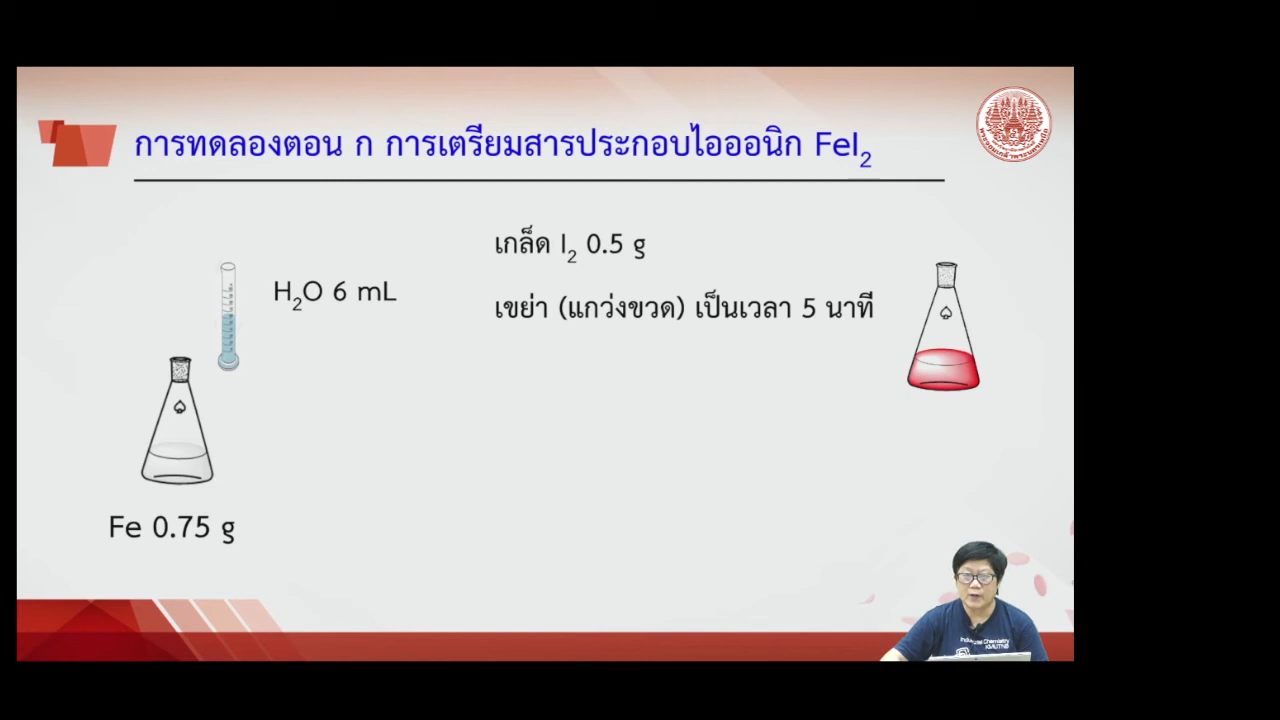 การทดลองตอน ก การเตรียมสารประกอบไอออนิก FeI₂
เกล็ด I₂ 0.5 g
H₂O 6 mL
เขย่า (แกว่งขวด) เป็นเวลา 5 นาที
Fe 0.75 g
Industrial Chemistry
KMUTNB